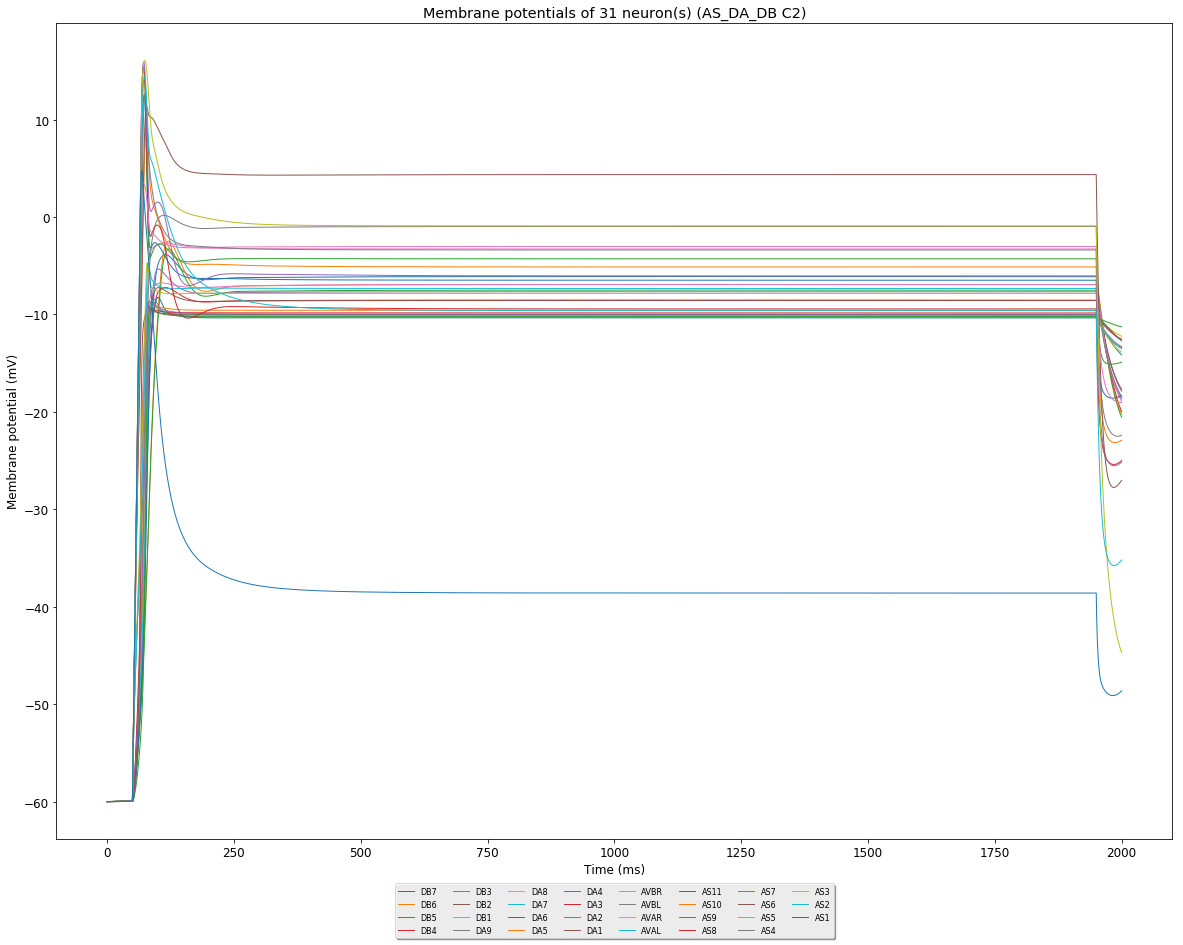 Membrane potentials of 31 neuron(s) (AS_DA_DB C2)
10
0
−10
−20
−30
−40
−50
−60
Membrane potential (mV)
0 250 500 750 1000 1250 1500 1750 2000
Time (ms)
DB7 DB3 DA8 DA4 AVBR AS11 AS7 AS3
DB6 DB2 DA7 DA3 AVBL AS10 AS6 AS2
DB5 DB1 DA6 DA2 AVAR AS9 AS5 AS1
DB4 DA9 DA5 DA1 AVAL AS8 AS4